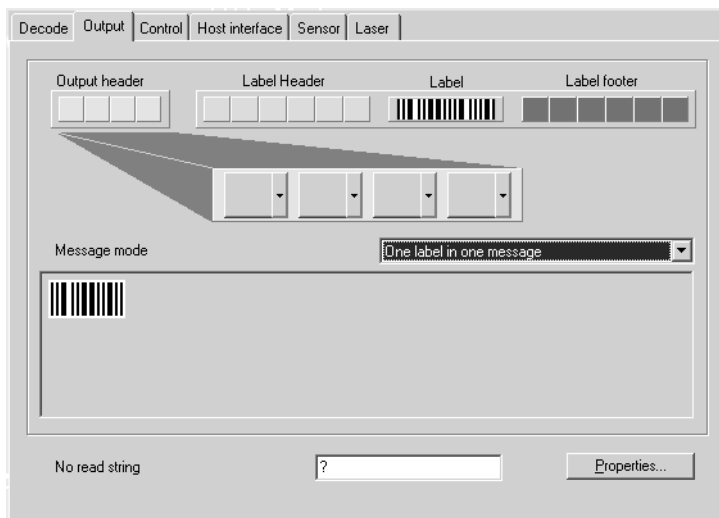 Decode Output Control Host interface Sensor Laser
Output header Label Header Label Label footer
Message mode One label in one message
No read string ? Properties...